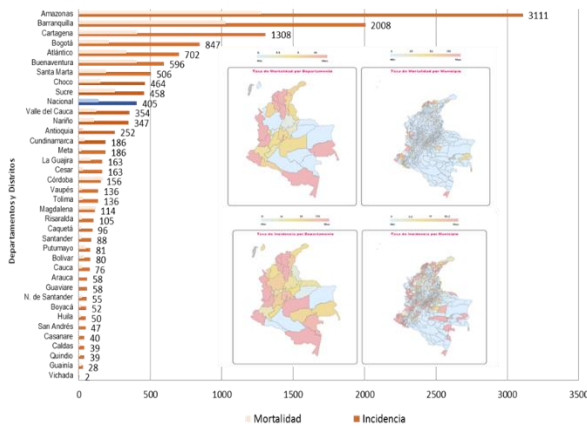 Amazonas 3111
Barranquilla 2008
Cartagena 1308
Bogotá 847
Atlántico 702
Buenaventura 596
Santa Marta 506
Choco 464
Sucre 458
Nacional 405
Valle del Cauca 354
Nariño 347
Antioquia 252
Cundinamarca 186
Meta 186
La Guajira 163
Cesar 163
Córdoba 156
Vaupés 136
Tolima 136
Magdalena 114
Risaralda 105
Caquetá 96
Santander 88
Putumayo 81
Bolivar 80
Cauca 76
Arauca 58
Guaviare 58
N. de Santander 55
Boyacá 52
Huila 50
San Andrés 47
Casanare 40
Caldas 39
Quindio 39
Guainía 28
Vichada 2
Departamentos y Distritos
0 500 1000 1500 2000 2500 3000 3500
Mortalidad Incidencia
Tasa de Mortalidad por Departamento
Tasa de Mortalidad por Municipio
Tasa de Incidencia por Departamento
Tasa de Incidencia por Municipio